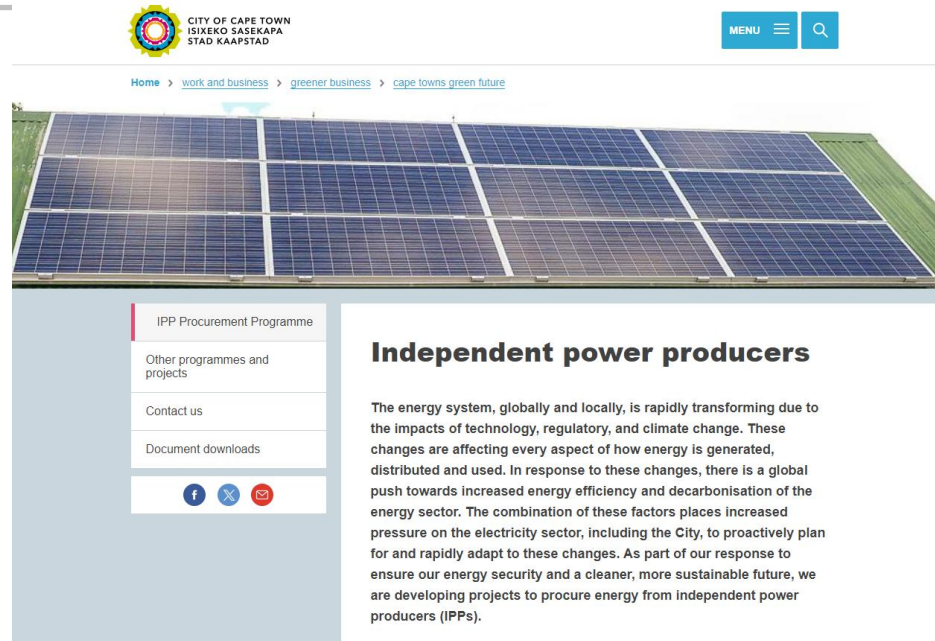 CITY OF CAPE TOWN
ISIXEKO SASEKAPA
STAD KAAPSTAD
MENU
Home > work and business > greener business > cape towns green future
IPP Procurement Programme
Other programmes and
projects
Contact us
Document downloads
Independent power producers
The energy system, globally and locally, is rapidly transforming due to
the impacts of technology, regulatory, and climate change. These
changes are affecting every aspect of how energy is generated,
distributed and used. In response to these changes, there is a global
push towards increased energy efficiency and decarbonisation of the
energy sector. The combination of these factors places increased
pressure on the electricity sector, including the City, to proactively plan
for and rapidly adapt to these changes. As part of our response to
ensure our energy security and a cleaner, more sustainable future, we
are developing projects to procure energy from independent power
producers (IPPs).